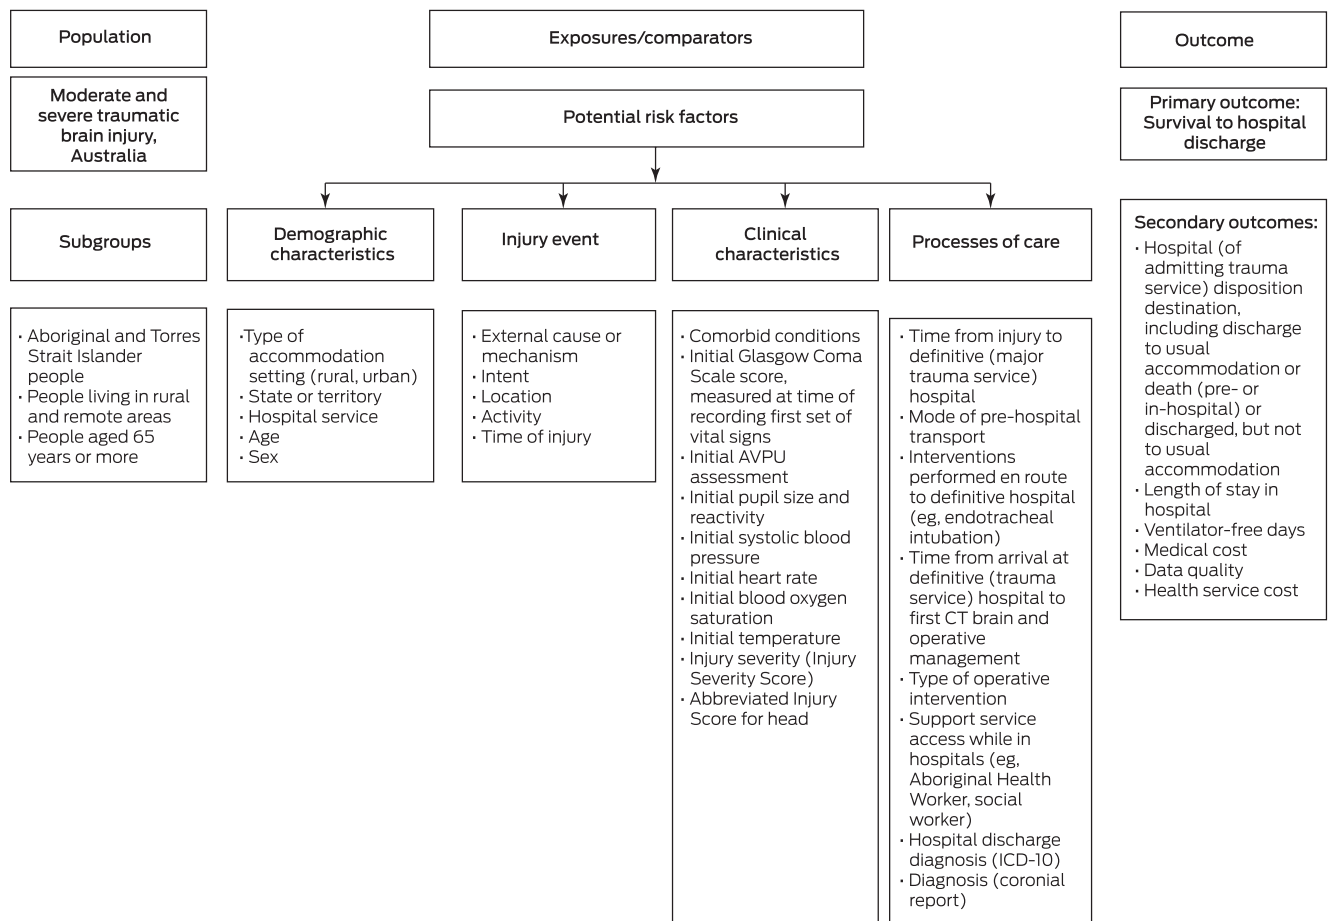 Population
Exposures/comparators
Outcome
Moderate and
severe traumatic
brain injury,
Australia
Potential risk factors
Primary outcome:
Survival to hospital
discharge
Subgroups
Demographic
characteristics
Injury event
Clinical
characteristics
Processes of care
· Aboriginal and Torres
Strait Islander
people
· People living in rural
and remote areas
· People aged 65
years or more
·Type of
accommodation
setting (rural, urban)
· State or territory
· Hospital service
· Age
· Sex
· External cause or
mechanism
· Intent
· Location
· Activity
· Time of injury
· Comorbid conditions
· Initial Glasgow Coma
Scale score,
measured at time of
recording first set of
vital signs
· Initial AVPU
assessment
· Initial pupil size and
reactivity
· Initial systolic blood
pressure
· Initial heart rate
· Initial blood oxygen
saturation
· Initial temperature
· Injury severity (Injury
Severity Score)
· Abbreviated Injury
Score for head
· Time from injury to
definitive (major
trauma service)
hospital
· Mode of pre-hospital
transport
· Interventions
performed en route
to definitive hospital
(eg, endotracheal
intubation)
· Time from arrival at
definitive (trauma
service) hospital to
first CT brain and
operative
management
· Type of operative
intervention
· Support service
access while in
hospitals (eg,
Aboriginal Health
Worker, social
worker)
· Hospital discharge
diagnosis (ICD-10)
· Diagnosis (coronial
report)
Secondary outcomes:
· Hospital (of
admitting trauma
service) disposition
destination,
including discharge
to usual
accommodation or
death (pre- or
in-hospital) or
discharged, but not
to usual
accommodation
· Length of stay in
hospital
· Ventilator-free days
· Medical cost
· Data quality
· Health service cost